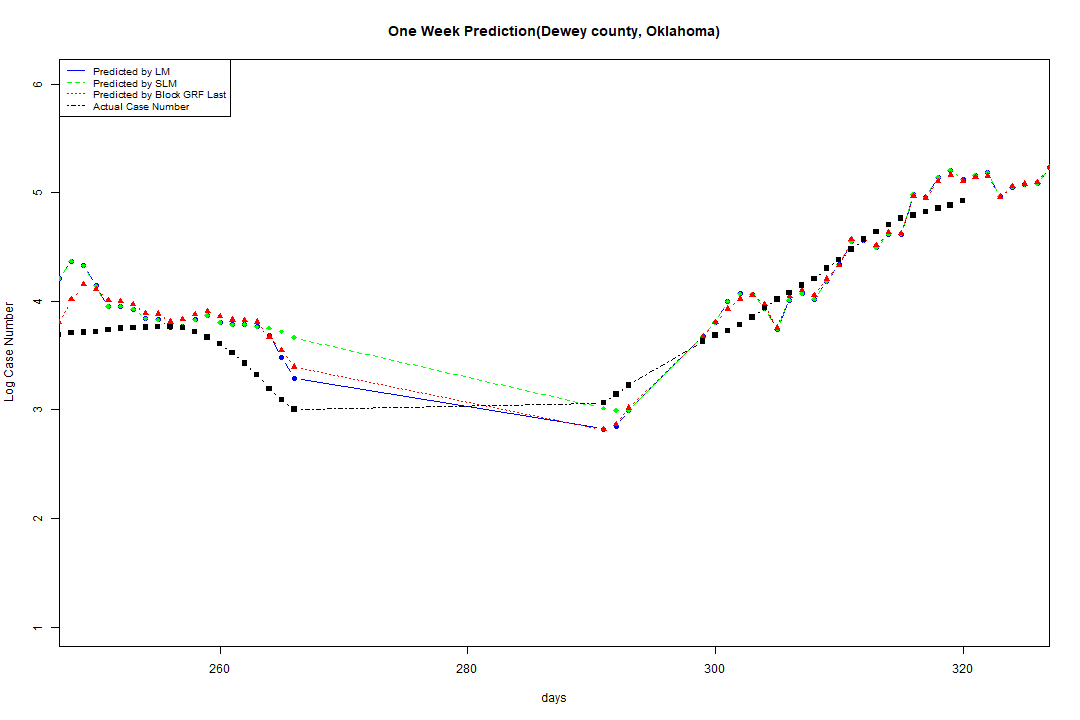 One Week Prediction(Dewey county, Oklahoma)
Predicted by LM
Predicted by SLM
Predicted by Block GRF Last
Actual Case Number
6
5
4
3
2
1
Log Case Number
260 280 300 320
days